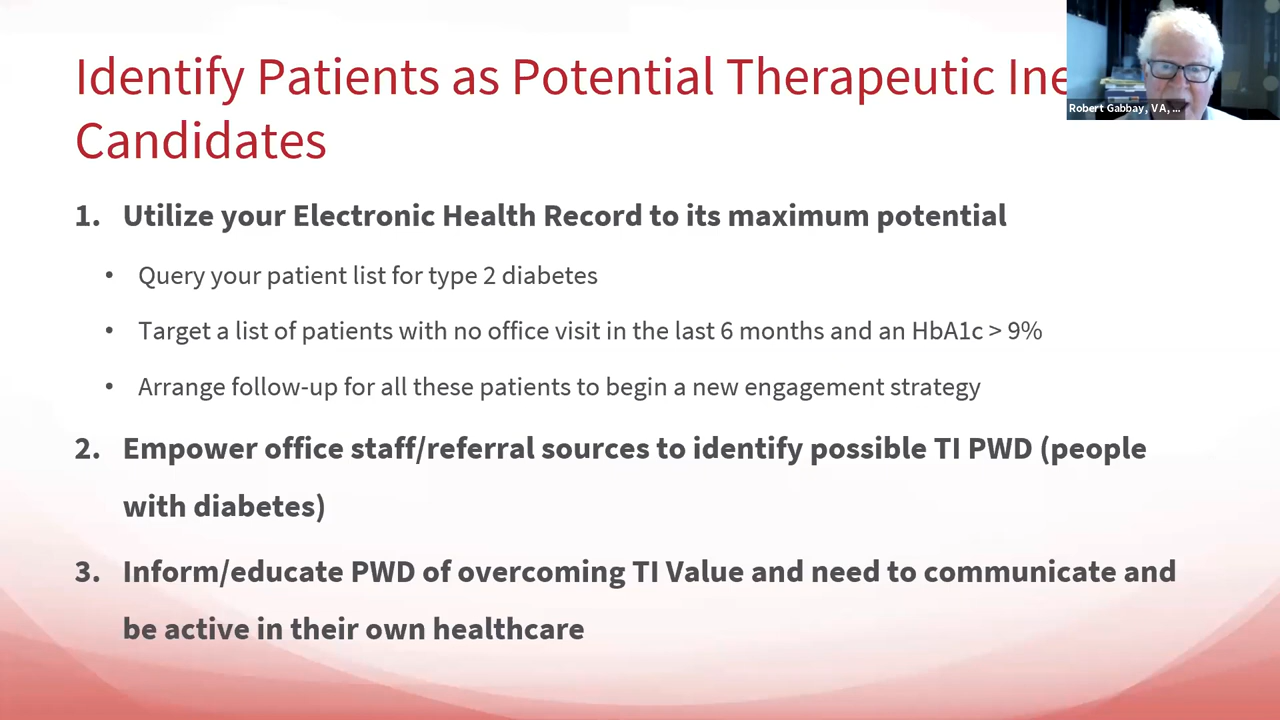 Identify Patients as Potential Therapeutic
Candidates
Robert Gabbay, VA, ...
1. Utilize your Electronic Health Record to its maximum potential
• Query your patient list for type 2 diabetes
• Target a list of patients with no office visit in the last 6 months and an HbA1c > 9%
• Arrange follow-up for all these patients to begin a new engagement strategy
2. Empower office staff/referral sources to identify possible TI PWD (people
with diabetes)
3. Inform/educate PWD of overcoming TI Value and need to communicate and
be active in their own healthcare